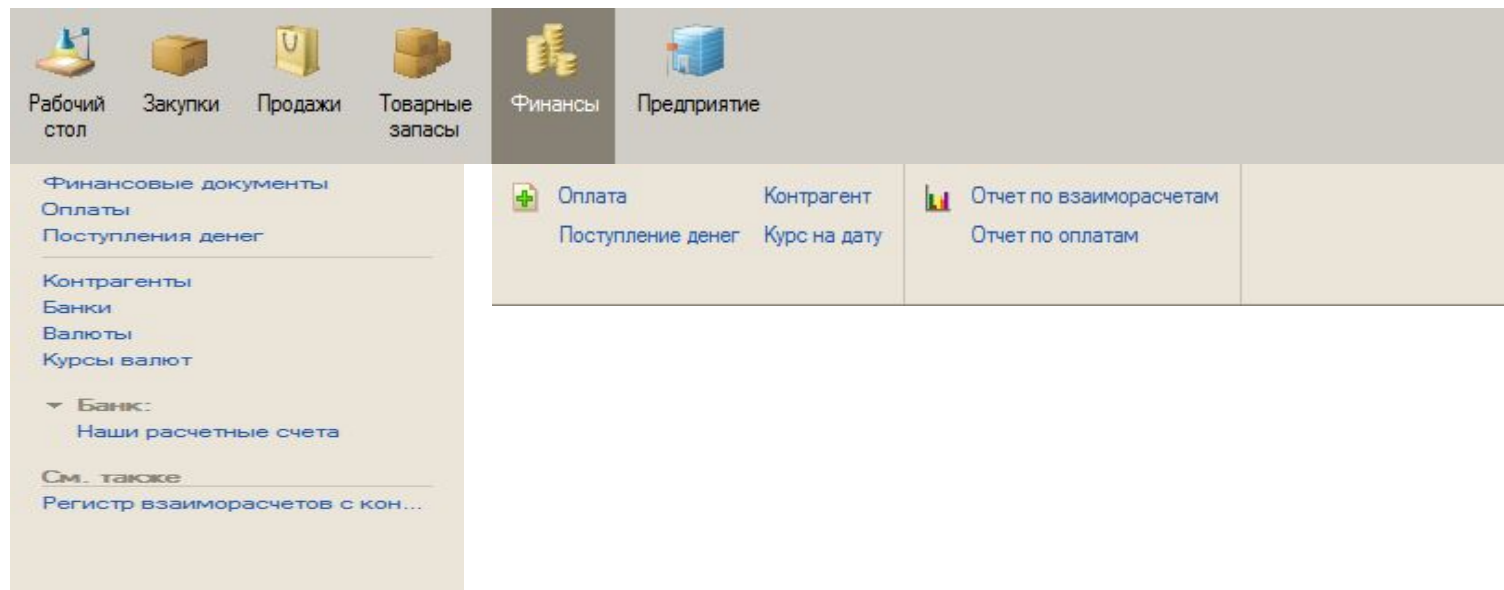 Рабочий стол
Закупки
Продажи
Товарные запасы
Финансы
Предприятие
Финансовые документы
Оплаты
Поступления денег
Контрагенты
Банки
Валюты
Курсы валют
Банк:
Наши расчетные счета
См. также
Регистр взаиморасчетов с кон...
Оплата Контрагент
Поступление денег Курс на дату
Отчет по взаиморасчетам
Отчет по оплатам